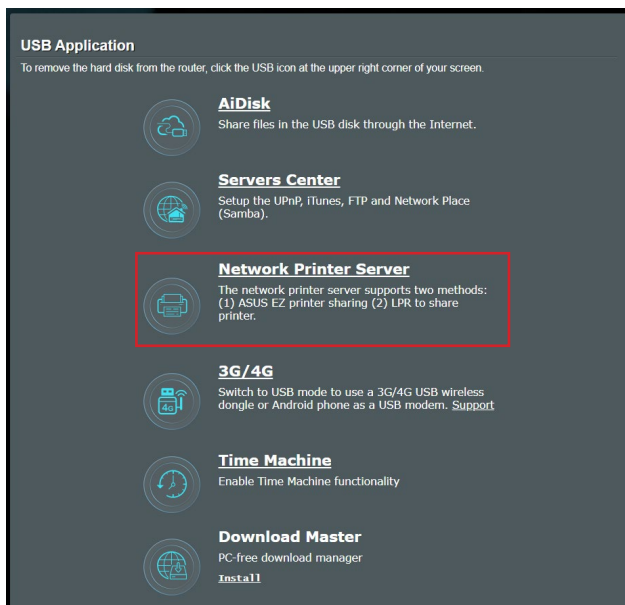 USB Application
To remove the hard disk from the router, click the USB icon at the upper right corner of your screen.
AiDisk
Share files in the USB disk through the Internet.
Servers Center
Setup the UPnP, iTunes, FTP and Network Place
(Samba).
Network Printer Server
The network printer server supports two methods:
(1) ASUS EZ printer sharing (2) LPR to share
printer.
3G/4G
4G
Switch to USB mode to use a 3G/4G USB wireless
dongle or Android phone as a USB modem. Support
Time Machine
Enable Time Machine functionality
Download Master
PC-free download manager
Install